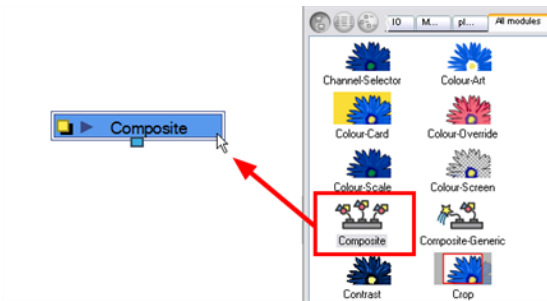 IO M... pl... All modules
Channel-Selector Colour-Art
Colour-Card Colour-Override
Composite
Colour-Scale Colour-Screen
Composite Composite-Generic
Contrast Crop